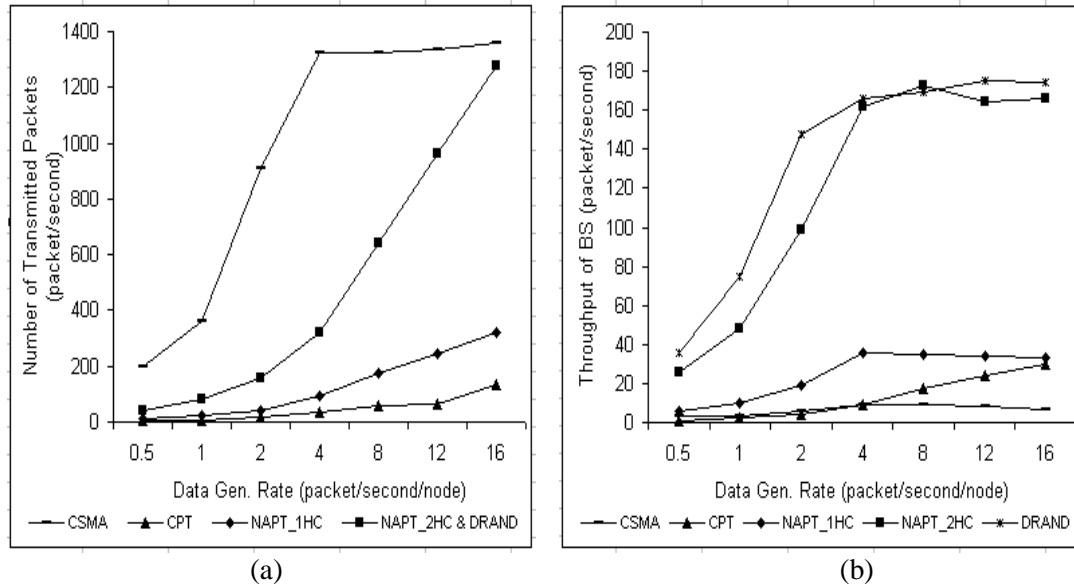 Number of Transmitted Packets
(packet/second)
1400
1200
1000
800
600
400
200
0
0.5 1 2 4 8 12 16
Data Gen. Rate (packet/second/node)
CSMA CPT NAPT_1HC NAPT_2HC & DRAND
(a)
Throughput of BS (packet/second)
200
180
160
140
120
100
80
60
40
20
0
0.5 1 2 4 8 12 16
Data Gen. Rate (packet/second/node)
CSMA CPT NAPT_1HC NAPT_2HC DRAND
(b)